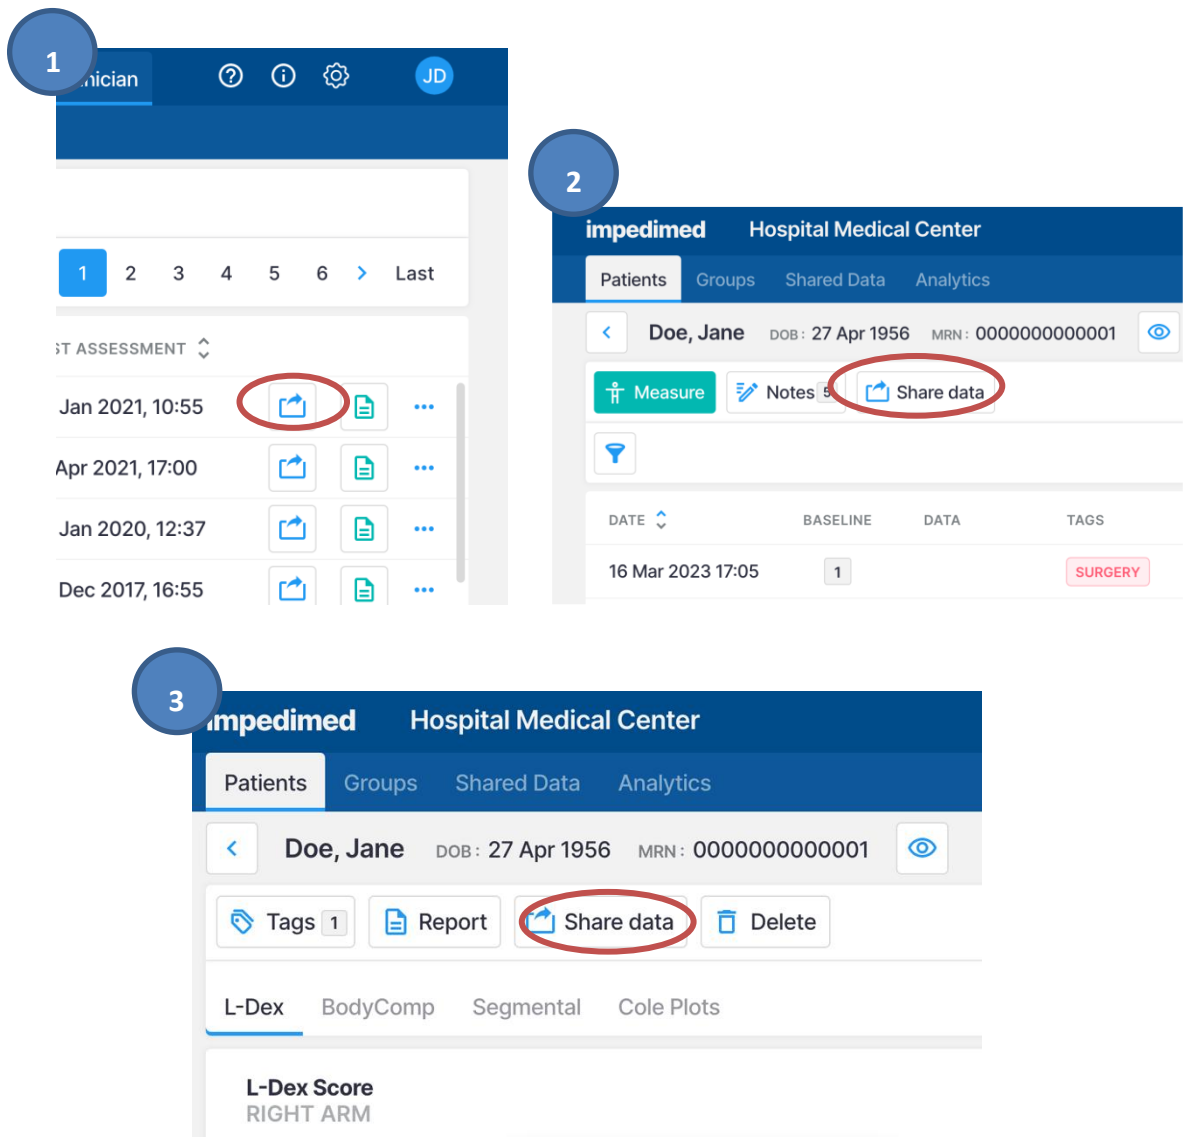 1
nician
JD
1 2 3 4 5 6 > Last
ST ASSESSMENT
Jan 2021, 10:55
Apr 2021, 17:00
Jan 2020, 12:37
Dec 2017, 16:55
2
impedimed Hospital Medical Center
Patients Groups Shared Data Analytics
Doe, Jane DOB: 27 Apr 1956 MRN: 0000000000001
Measure Notes 5 Share data
DATE BASELINE DATA TAGS
16 Mar 2023 17:05 1 SURGERY
3
impedimed Hospital Medical Center
Patients Groups Shared Data Analytics
Doe, Jane DOB: 27 Apr 1956 MRN: 0000000000001
Tags 1 Report Share data Delete
L-Dex BodyComp Segmental Cole Plots
L-Dex Score
RIGHT ARM